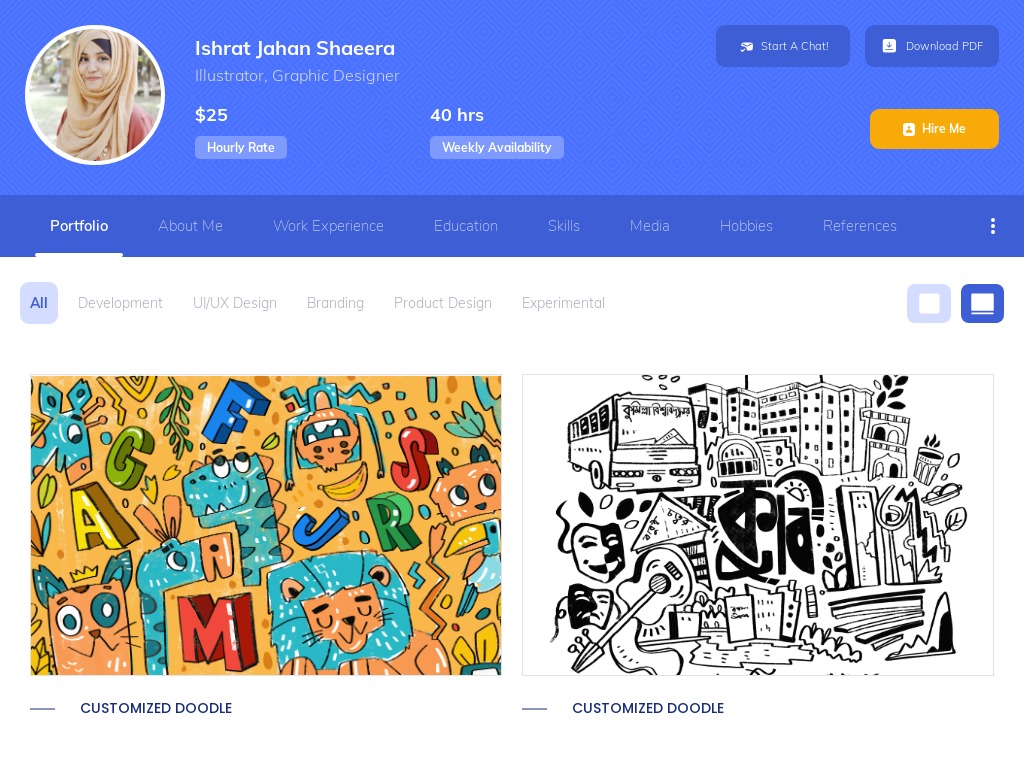 Ishrat Jahan Shaeera
Illustrator, Graphic Designer
$25
40 hrs
Hourly Rate
Weekly Availability
Start A Chat!
Download PDF
Hire Me
Portfolio
About Me
Work Experience
Education
Skills
Media
Hobbies
References
All
Development
UI/UX Design
Branding
Product Design
Experimental
F
G
S
A
J
R
A
M
কুমিল্লা বিশ্ববিদ্যালয়
CUSTOMIZED DOODLE
CUSTOMIZED DOODLE